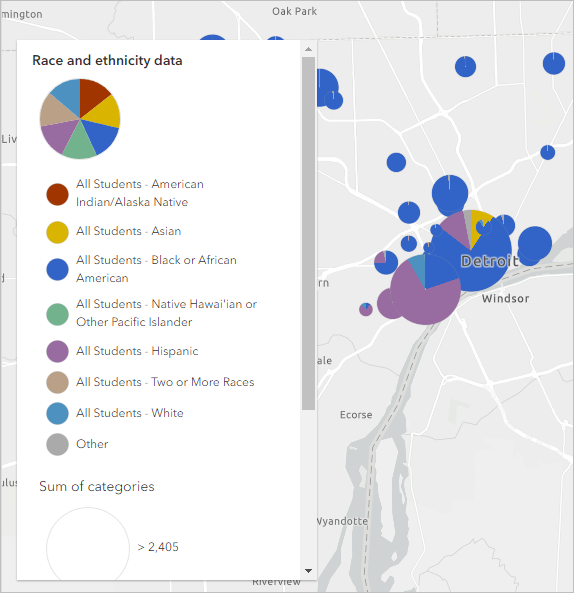 mington
Oak Park
Race and ethnicity data
Liv
All Students - American
Indian/Alaska Native
All Students - Asian
All Students - Black or African
American
d
All Students - Native Hawai'ian or
Other Pacific Islander
Detroit
rn
Windsor
All Students - Hispanic
ale
All Students - Two or More Races
All Students - White
Ecorse
Other
ulus
Sum of categories
> 2,405
Wyandotte
Riverview